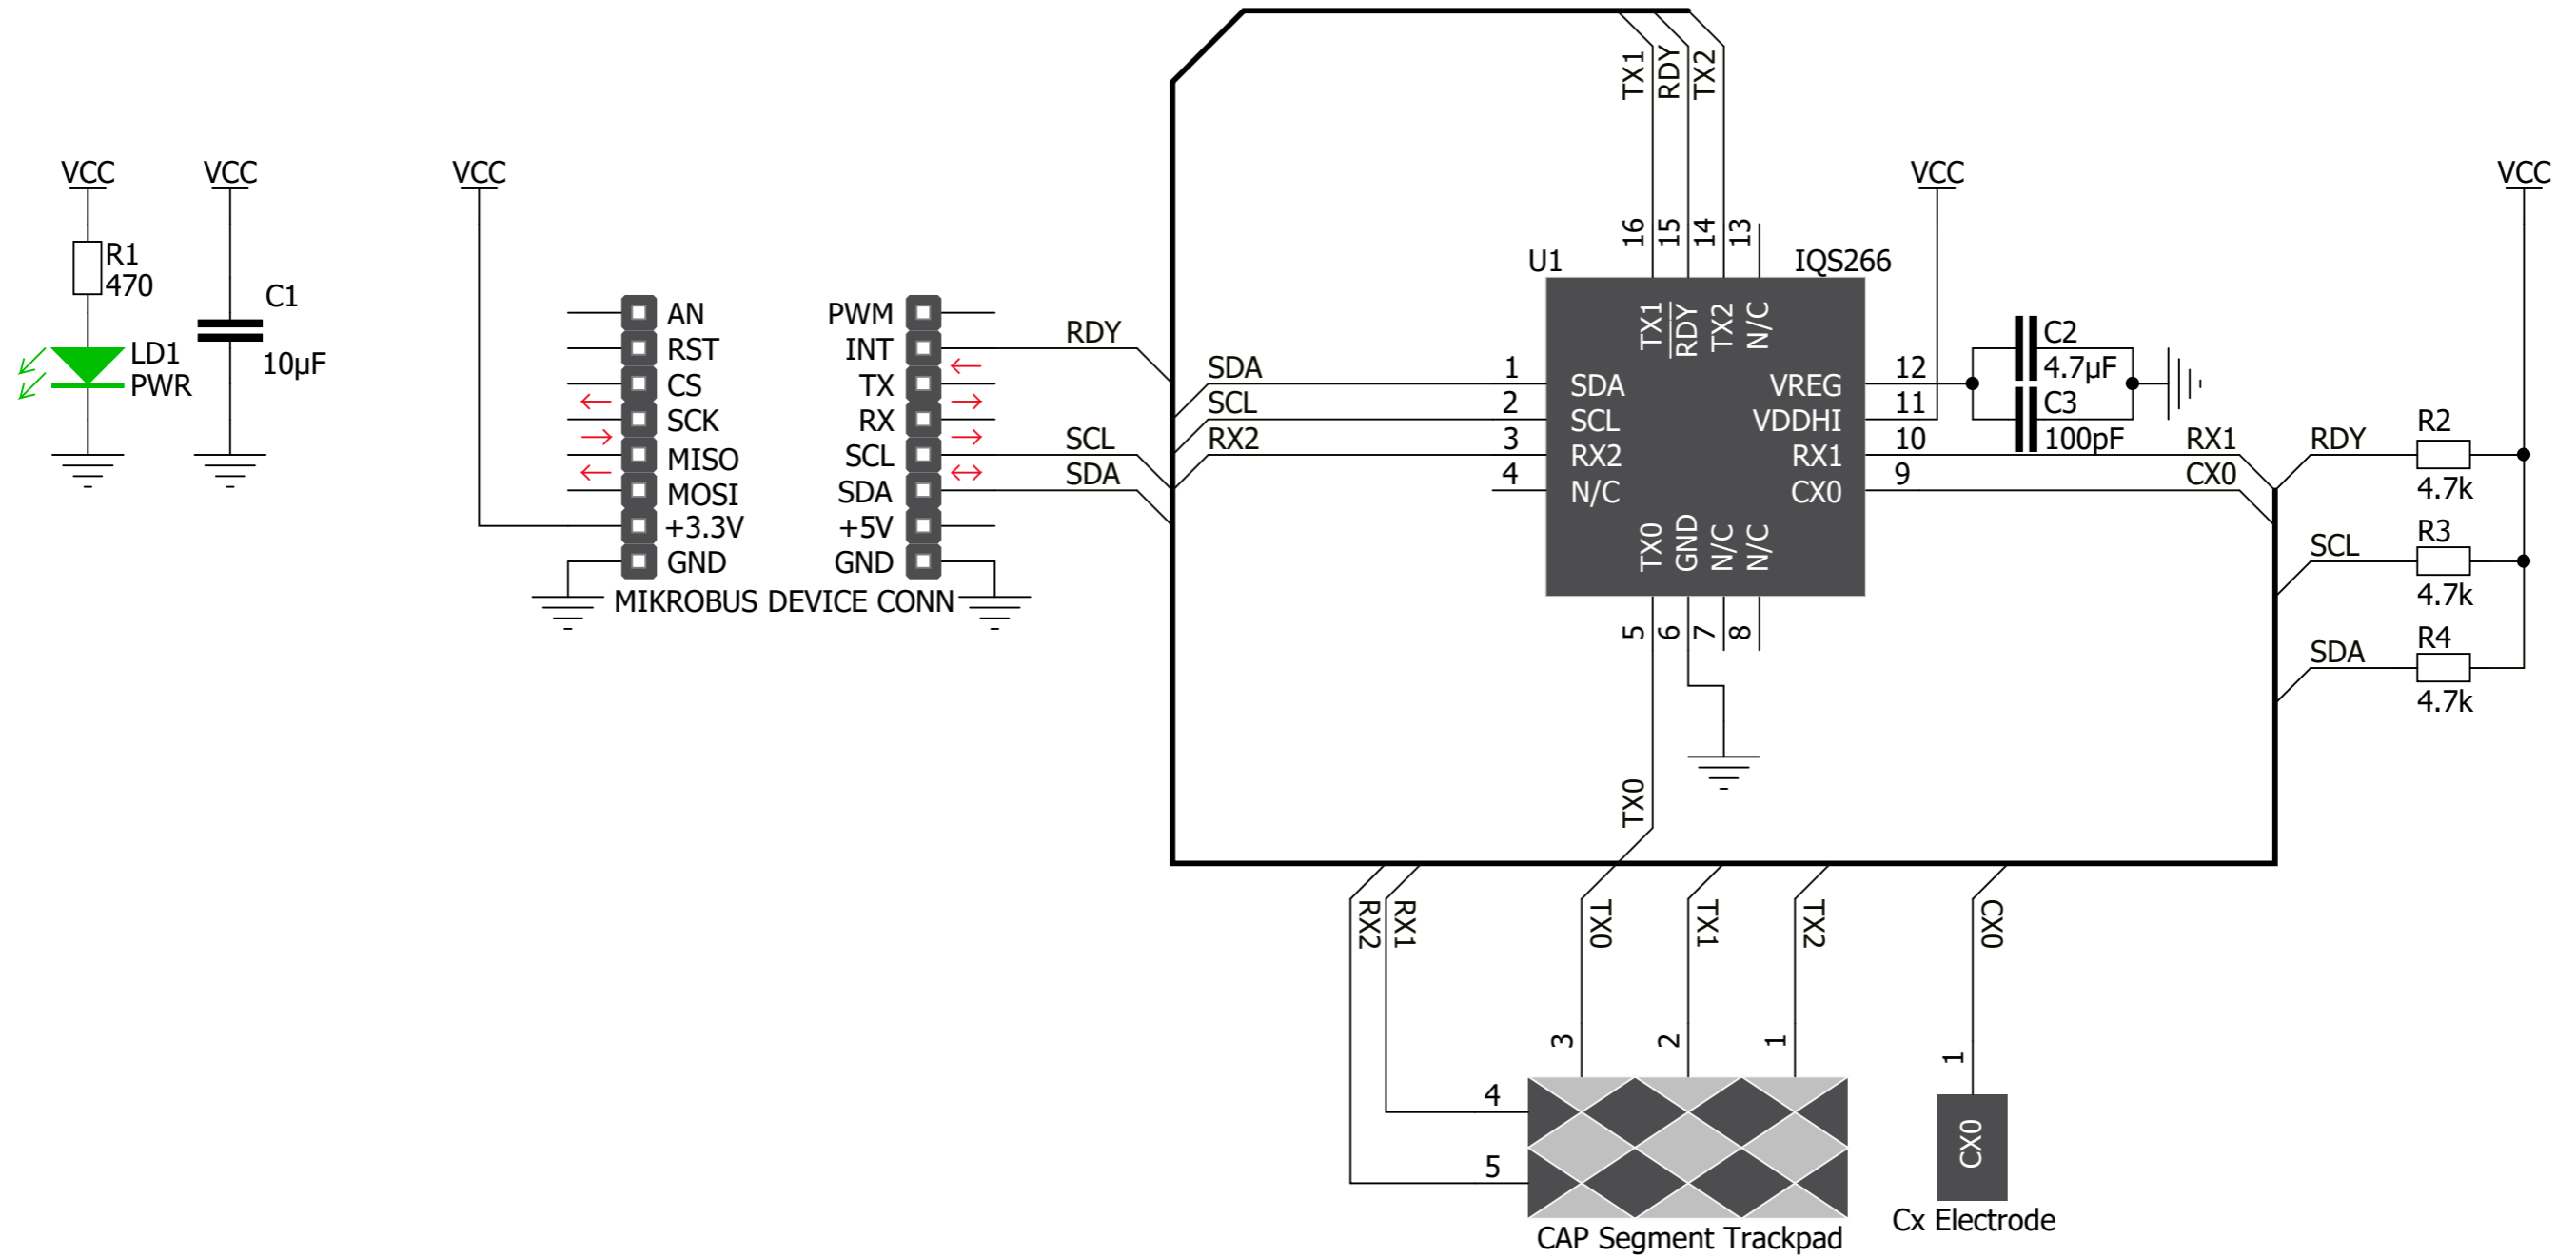 TX1
RDY
TX2
VCC
VCC
VCC
VCC
VCC
R1
470
LD1
PWR
C1
10µF
AN
RST
CS
SCK
MISO
MOSI
+3.3V
GND
PWM
INT
TX
RX
SCL
SDA
+5V
GND
MIKROBUS DEVICE CONN
RDY
SCL
SDA
SDA
SCL
RX2
16
15
14
13
U1
IQS266
1
2
3
4
TX1
RDY
TX2
N/C
SDA
SCL
RX2
N/C
VREG
VDDHI
RX1
CX0
TX0
GND
N/C
N/C
12
11
10
9
5
6
7
8
C2
4.7µF
C3
100pF
RX1
CX0
RDY
SCL
SDA
R2
4.7k
R3
4.7k
R4
4.7k
TX0
RX2
RX1
TX0
TX1
TX2
CX0
3
2
1
1
4
5
CX0
CAP Segment Trackpad
Cx Electrode